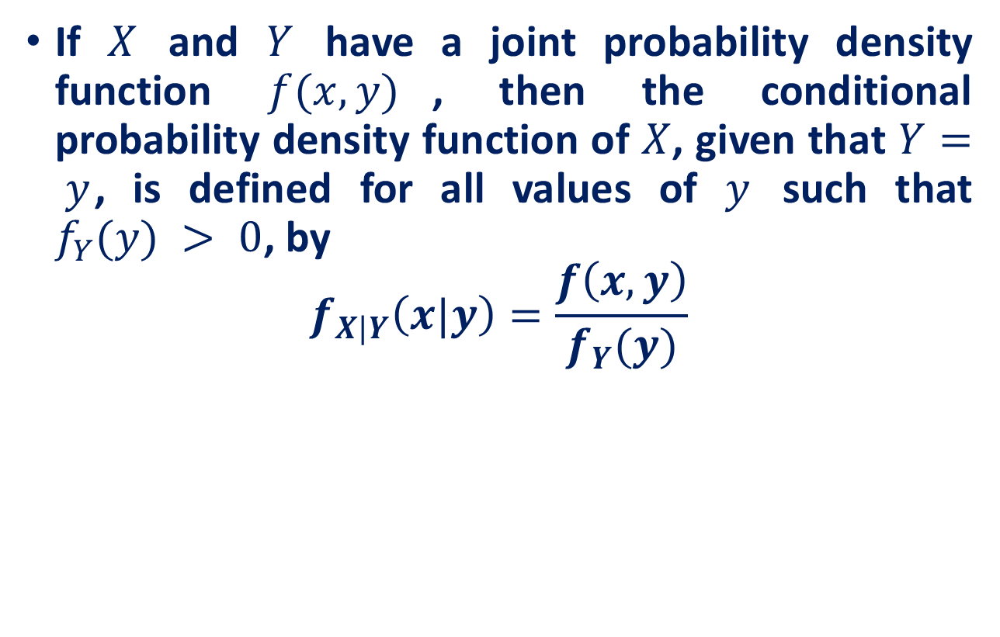 • If X and Y have a joint probability density
function f(x, y) , then the conditional
probability density function of X, given that Y =
y, is defined for all values of y such that
f_Y(y) > 0, by
f_{X|Y}(x|y) = \frac{f(x, y)}{f_Y(y)}